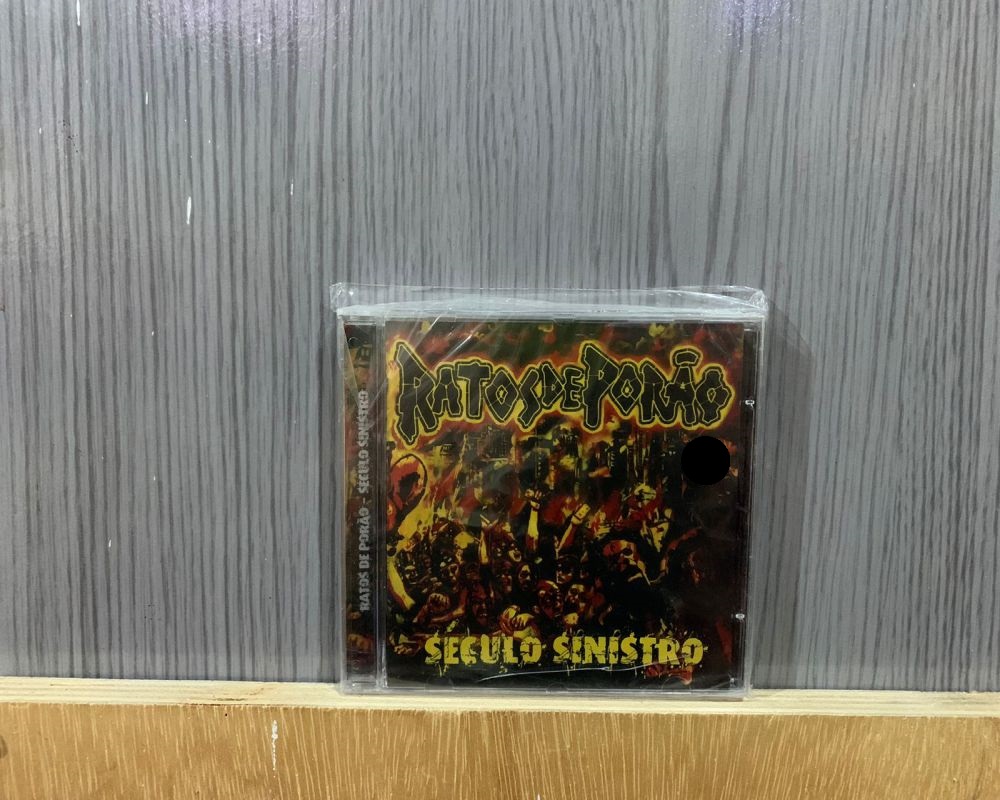 RATOS DE PORÃO
SECULO SINISTRO
RATOS DE PORÃO - SECULO SINISTRO